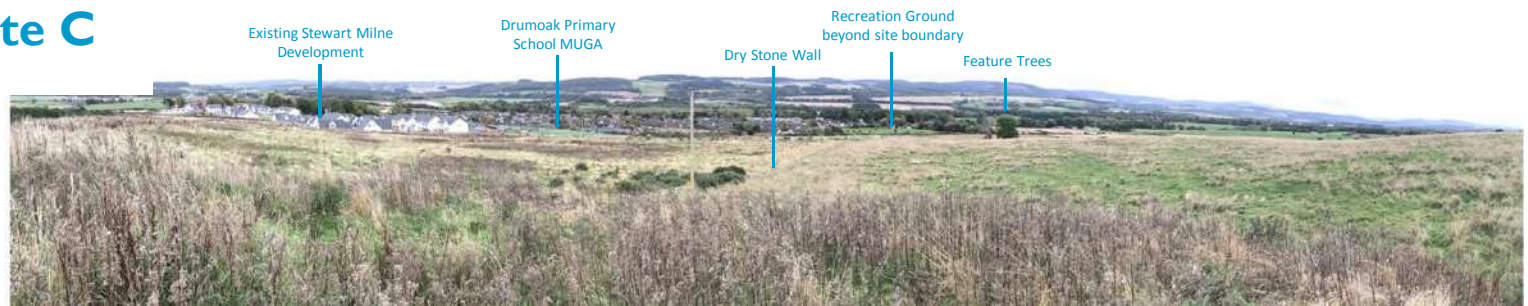 te C
Existing Stewart Milne
Development
Drumoak Primary
School MUGA
Dry Stone Wall
Recreation Ground
beyond site boundary
Feature Trees